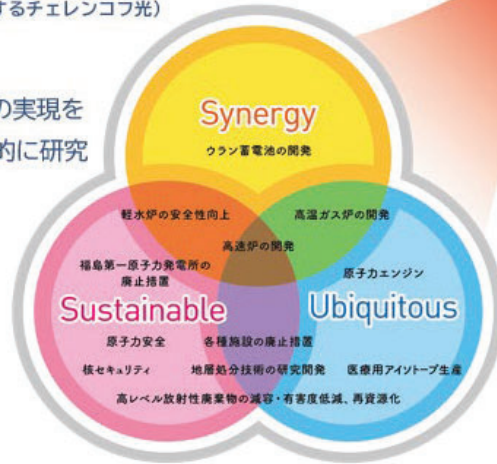 するチェレンコフ光）
の実現を
的に研究
Synergy
ウラン蓄電池の開発
軽水炉の安全性向上
高温ガス炉の開発
高速炉の開発
福島第一原子力発電所の
廃止措置
原子力エンジン
Sustainable
Ubiquitous
原子力安全
各種施設の廃止措置
核セキュリティ
地層処分技術の研究開発
医療用アイソトープ生産
高レベル放射性廃棄物の減容・有害度低減、再資源化